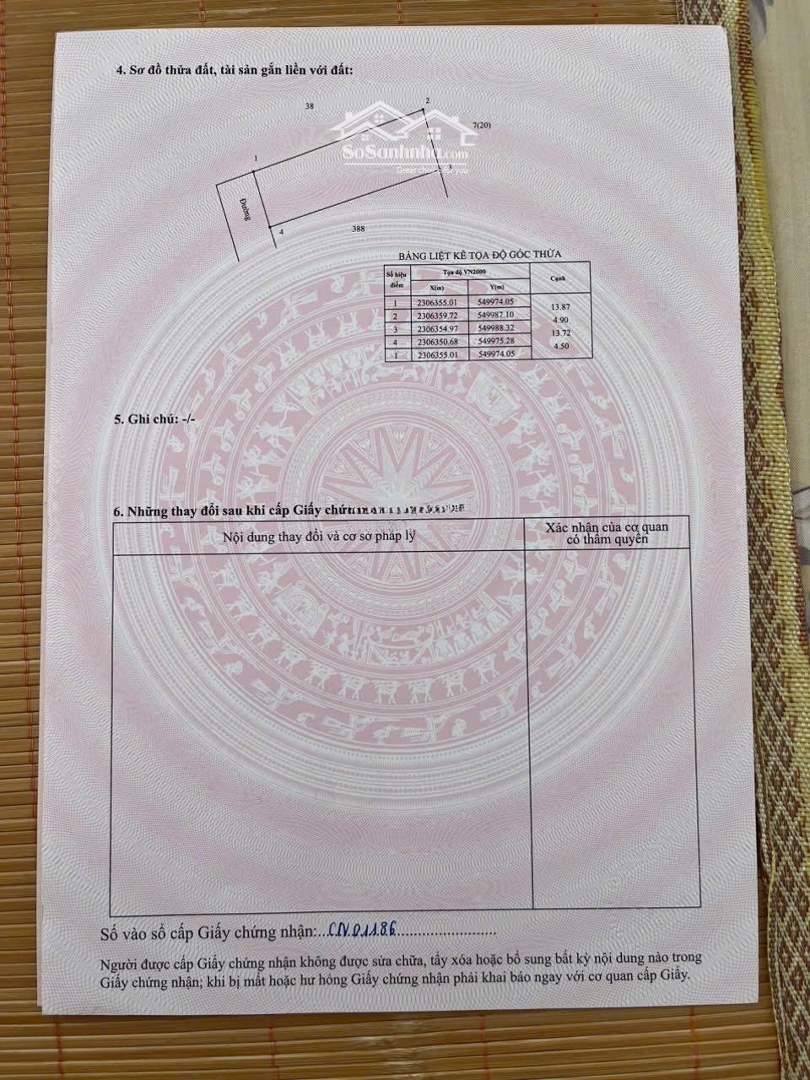 4. Sơ đồ thửa đất, tài sản gắn liền với đất:
38
2
7(20)
SoSanhnha.com
Great choice for you
1
3
Đường
4
388
BẢNG LIỆT KÊ TỌA ĐỘ GÓC THỬA
Số hiệu điểm Tọa độ VN2000 Cạnh
X(m) Y(m)
1 2306355.01 549974.05
13.87
2 2306359.72 549987.10
4.90
3 2306354.97 549988.32
13.72
4 2306350.68 549975.28
4.50
1 2306355.01 549974.05
5. Ghi chú: -/-
6. Những thay đổi sau khi cấp Giấy
Nội dung thay đổi và cơ sở pháp lý
Xác nhận của cơ quan
có thẩm quyền
Số vào sổ cấp Giấy chứng nhận:...CN01186........................
Người được cấp Giấy chứng nhận không được sửa chữa, tẩy xóa hoặc bổ sung bất kỳ nội dung nào trong
Giấy chứng nhận; khi bị mất hoặc hư hỏng Giấy chứng nhận phải khai báo ngay với cơ quan cấp Giấy.